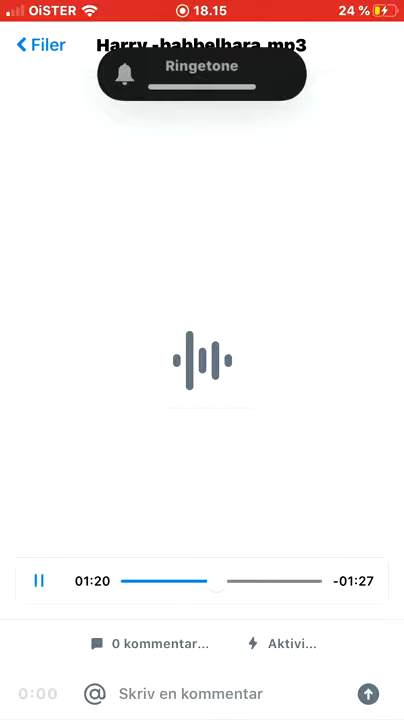 OiSTER 18.15 24 %
Filer Harry -babbelhara.mp3
Ringetone
01:20 -01:27
0 kommentar... Aktivi...
0:00 @ Skriv en kommentar